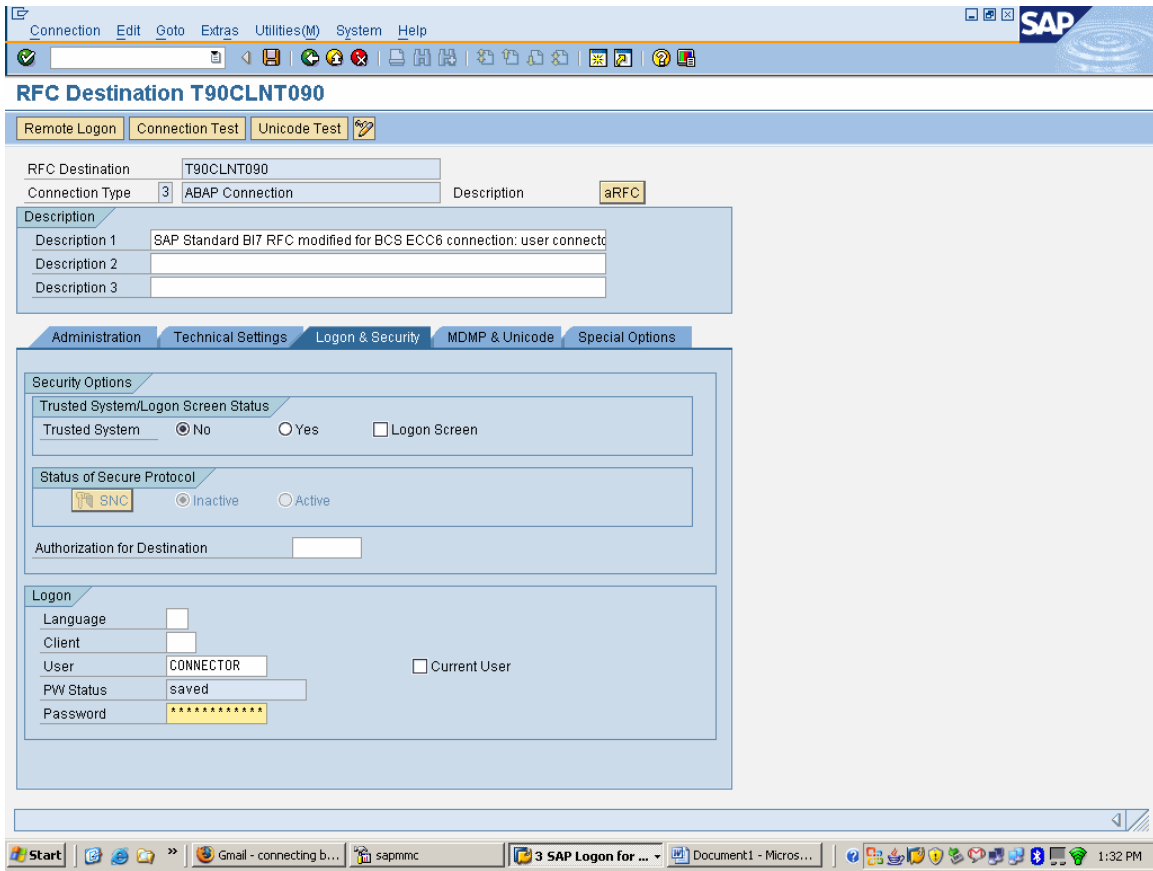 Connection Edit Goto Extras Utilities(M) System Help
SAP
RFC Destination T90CLNT090
Remote Logon Connection Test Unicode Test
RFC Destination T90CLNT090
Connection Type 3 ABAP Connection Description aRFC
Description
Description 1 SAP Standard BI7 RFC modified for BCS ECC6 connection: user connecto
Description 2
Description 3
Administration Technical Settings Logon & Security MDMP & Unicode Special Options
Security Options
Trusted System/Logon Screen Status
Trusted System No Yes Logon Screen
Status of Secure Protocol
SNC Inactive Active
Authorization for Destination
Logon
Language
Client
User CONNECTOR Current User
PW Status saved
Password ************
Start » Gmail - connecting b... sapmmc 3 SAP Logon for ... Document1 - Micros... 1:32 PM